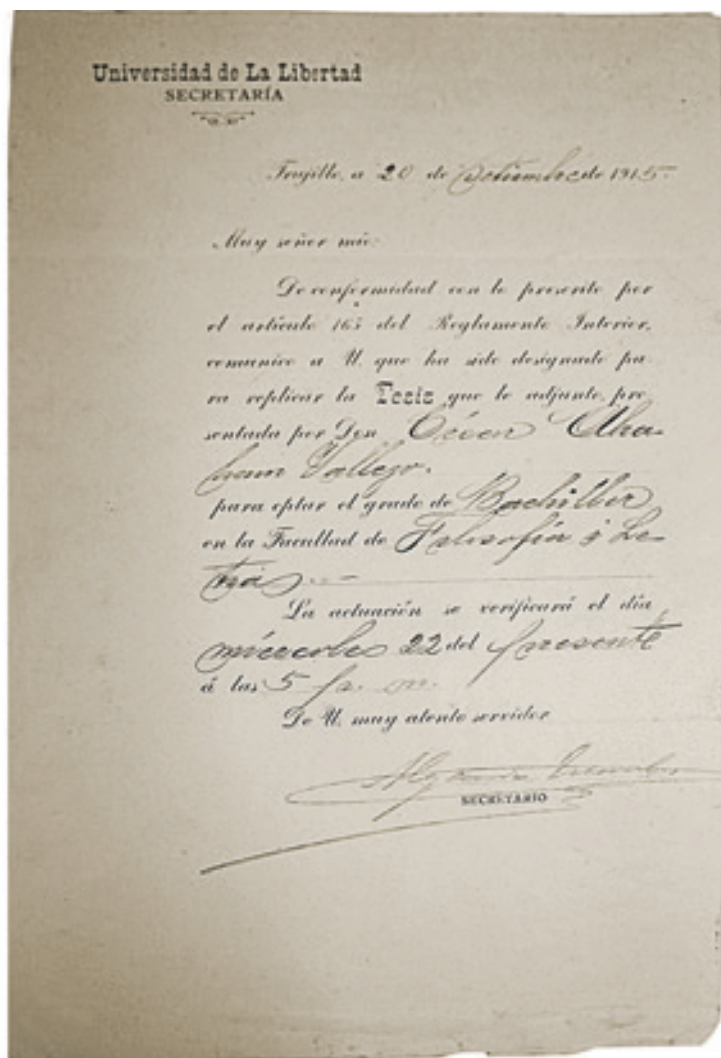 Universidad de La Libertad
SECRETARÍA
Trujillo, a 20 de Setiembre de 1915.
Muy señor mío:
De conformidad con lo prescrito por
el artículo 165 del Reglamento Interior,
comunico a U. que ha sido designado pa-
ra replicar la Tesis que le adjunto, pre-
sentada por Don César Abra-
ham Vallejo.
para optar el grado de Bachiller
en la Facultad de Filosofía i Le-
tras.
La actuación se verificará el día
miércoles 22 del presente
á las 5 p. m.
De U. muy atento servidor
SECRETARIO